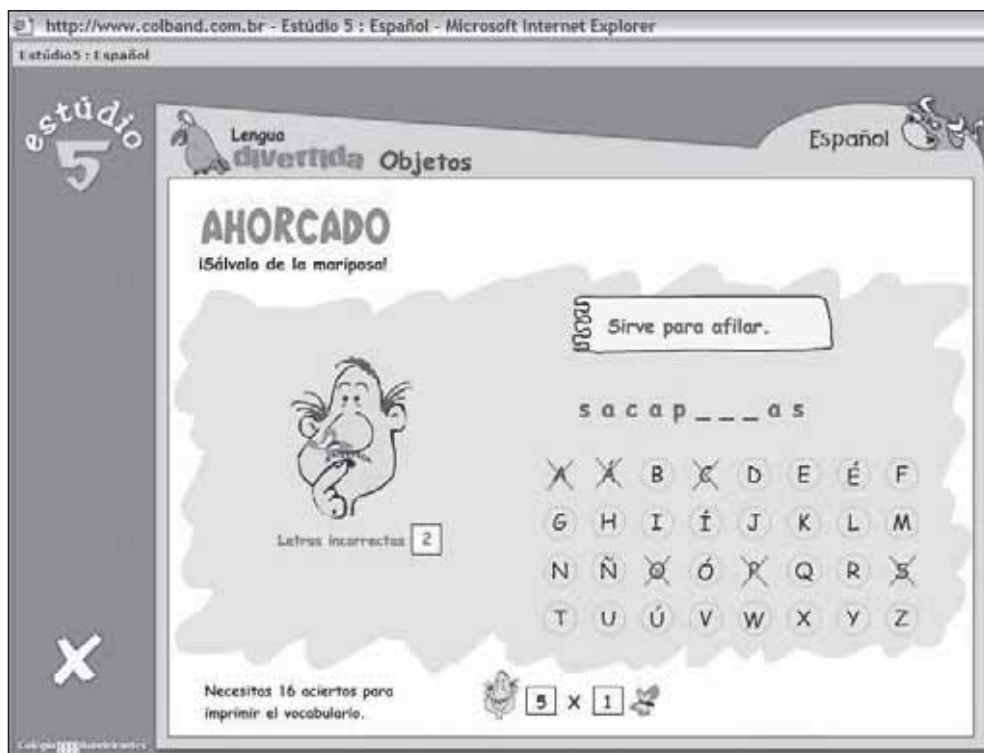 http://www.colband.com.br - Estúdio 5 : Español - Microsoft Internet Explorer
Estúdio5 : Español
estúdio
5
Lengua
divertida Objetos
Español
AHORCADO
¡Sálvalo de la mariposa!
Sirve para afilar.
s a c a p _ _ _ a s
A Á B C D E É F
G H I Í J K L M
N Ñ O Ó P Q R S
T U Ú V W X Y Z
Letras incorrectas 2
Necesitas 16 aciertos para
imprimir el vocabulario.
5 X 1
Colégio Bandeirantes